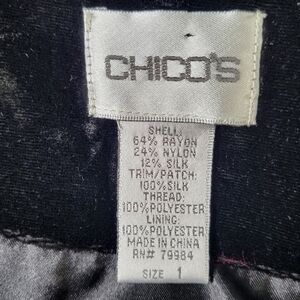 CHICO'S
SHELL:
64% RAYON
24% NYLON
12% SILK
TRIM/PATCH:
100%SILK
THREAD:
100%POLYESTER
LINING:
100%POLYESTER
MADE IN CHINA
RN# 79984
SIZE 1